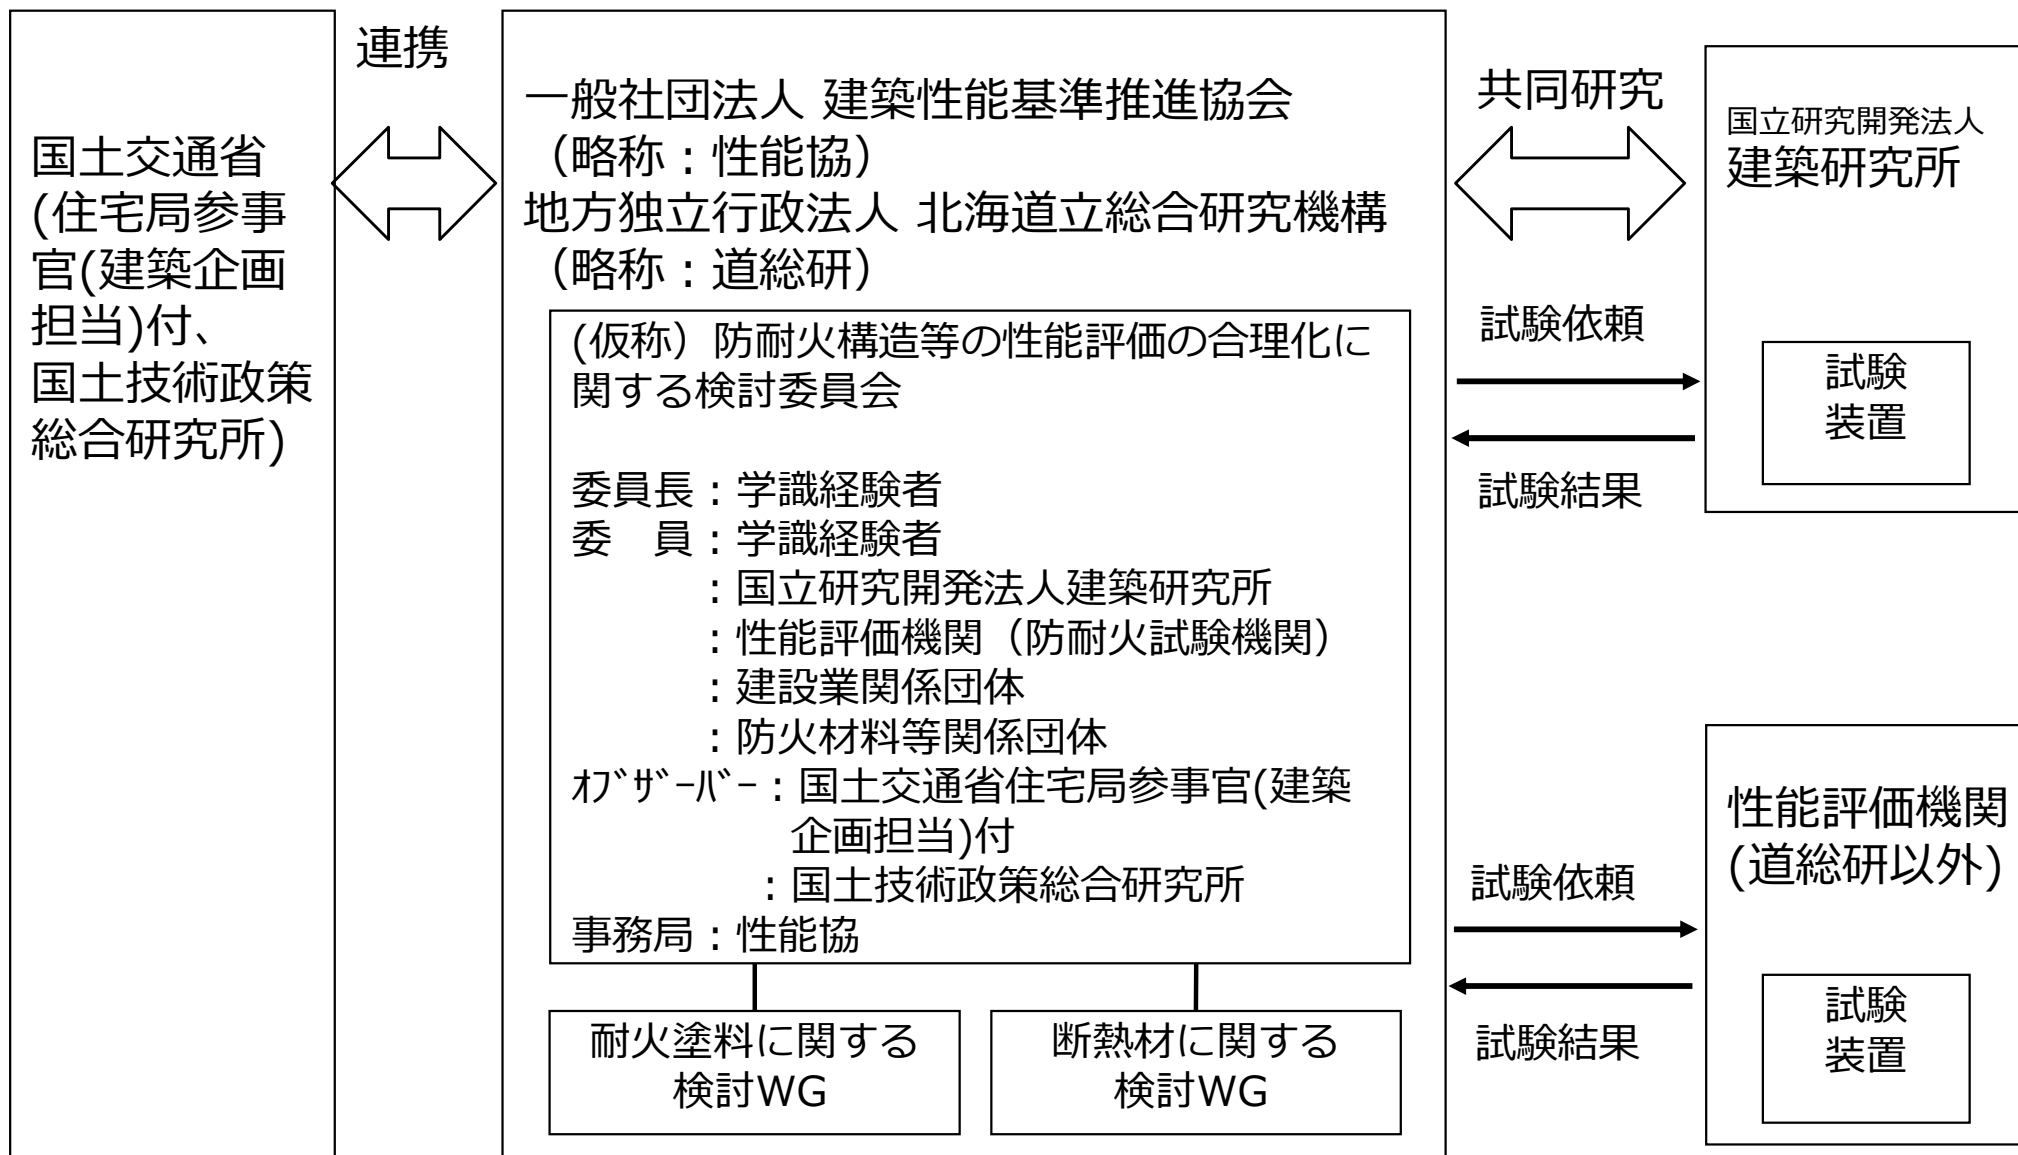 国土交通省
(住宅局参事
官(建築企画
担当)付、
国土技術政策
総合研究所)
連携
一般社団法人 建築性能基準推進協会
（略称：性能協）
地方独立行政法人 北海道立総合研究機構
（略称：道総研）
(仮称）防耐火構造等の性能評価の合理化に
関する検討委員会
委員長：学識経験者
委　員：学識経験者
：国立研究開発法人建築研究所
：性能評価機関（防耐火試験機関）
：建設業関係団体
：防火材料等関係団体
ｵﾌﾞｻﾞｰﾊﾞｰ：国土交通省住宅局参事官(建築
企画担当)付
：国土技術政策総合研究所
事務局：性能協
耐火塗料に関する
検討WG
断熱材に関する
検討WG
共同研究
試験依頼
試験結果
国立研究開発法人
建築研究所
試験
装置
試験依頼
試験結果
性能評価機関
(道総研以外)
試験
装置